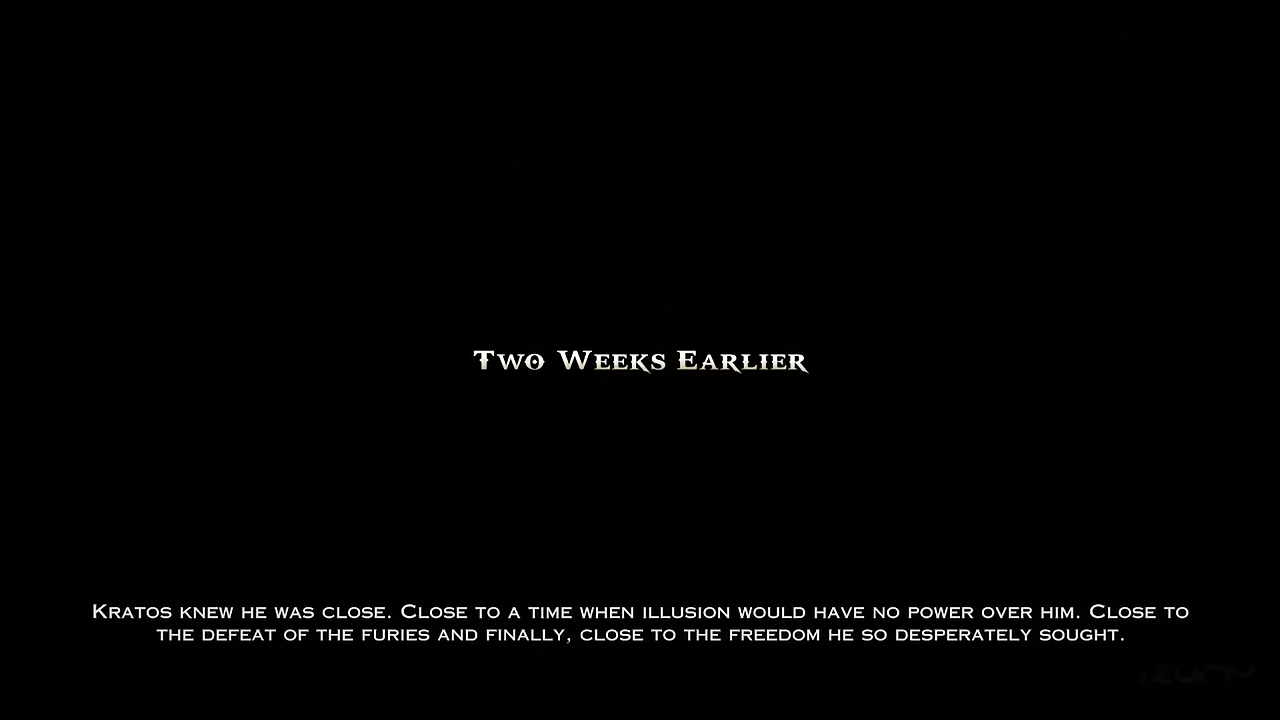 Two Weeks Earlier
Kratos knew he was close. Close to a time when illusion would have no power over him. Close to
the defeat of the Furies and finally, close to the freedom he so desperately sought.